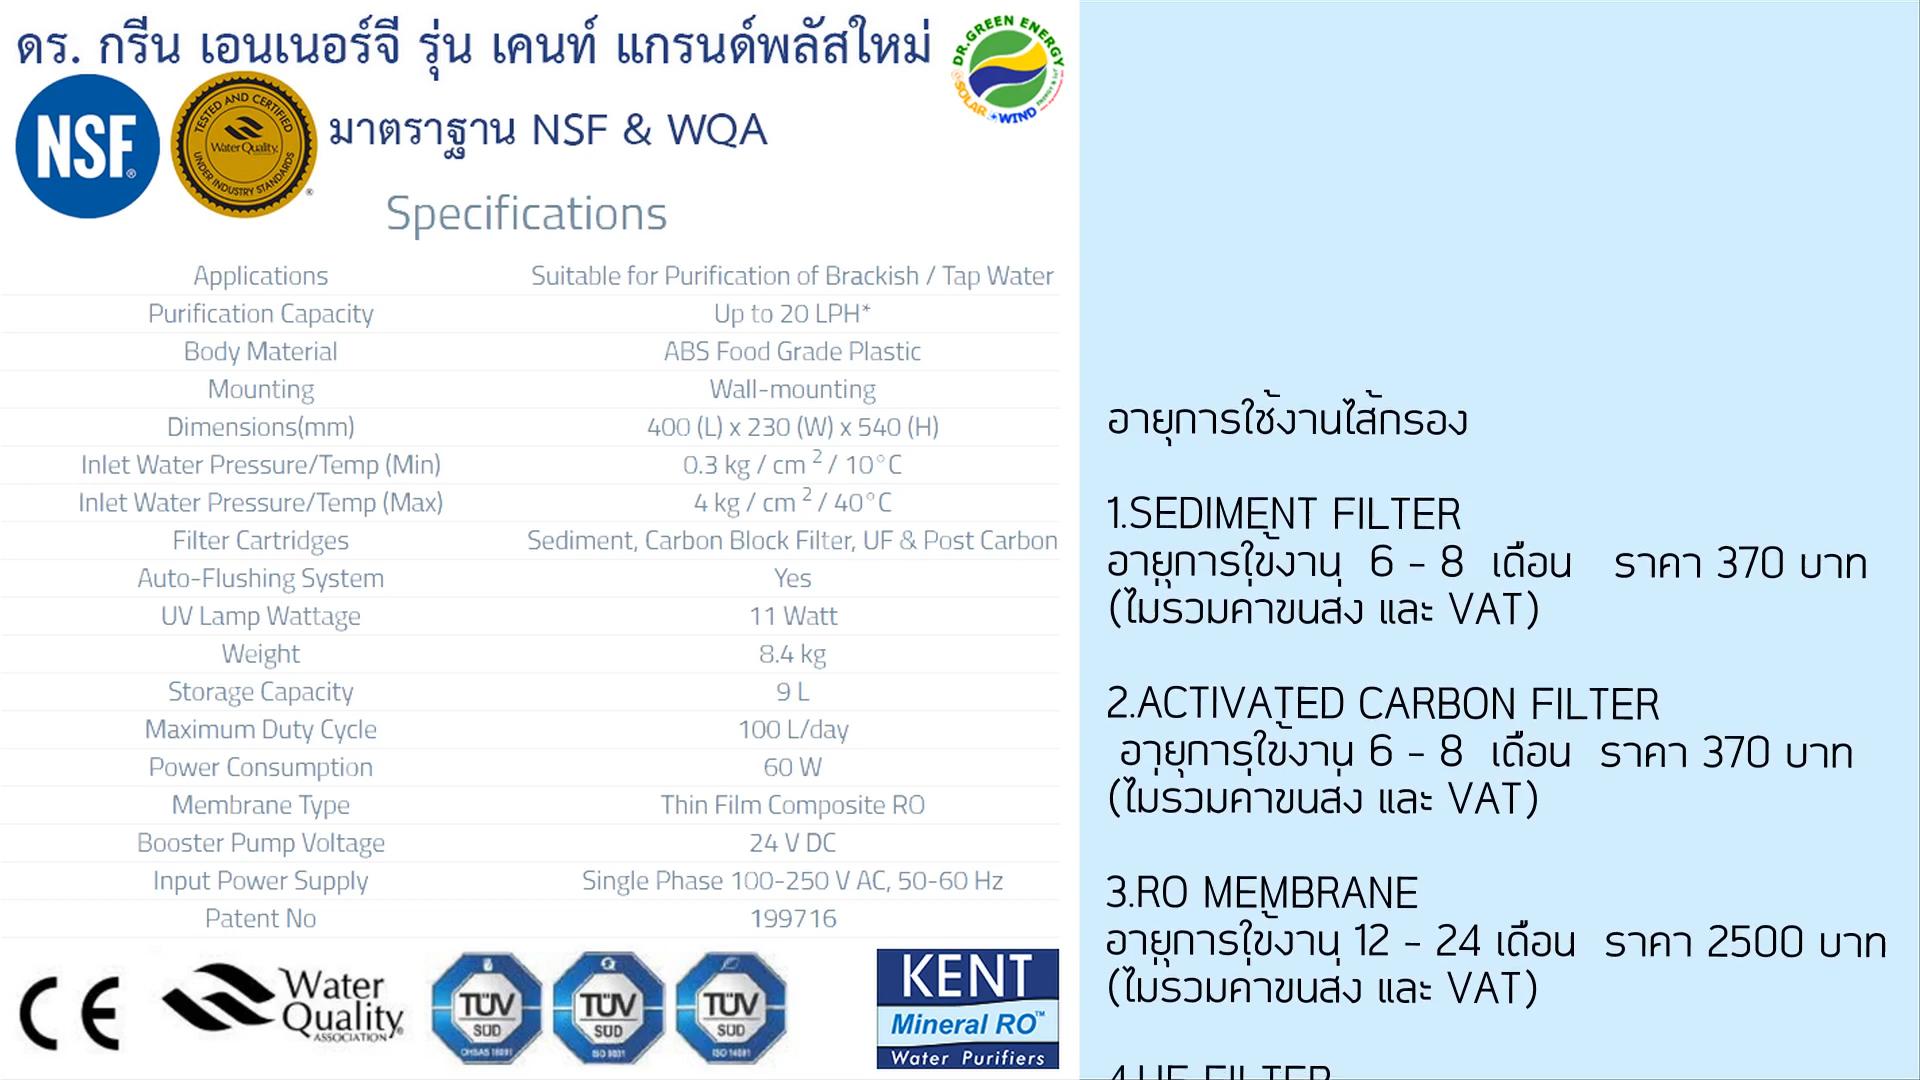 ดร. กรีน เอนเนอร์จี รุ่น เคนท์ แกรนด์พลัสใหม่
DR.GREEN ENERGY
SOLAR + WIND
NSF®
TESTED AND CERTIFIED
Water Quality
UNDER INDUSTRY STANDARDS
®
มาตราฐาน NSF & WQA
Specifications
Applications Suitable for Purification of Brackish / Tap Water
Purification Capacity Up to 20 LPH*
Body Material ABS Food Grade Plastic
Mounting Wall-mounting
Dimensions(mm) 400 (L) x 230 (W) x 540 (H)
Inlet Water Pressure/Temp (Min) 0.3 kg / cm 2 / 10°C
Inlet Water Pressure/Temp (Max) 4 kg / cm 2 / 40°C
Filter Cartridges Sediment, Carbon Block Filter, UF & Post Carbon
Auto-Flushing System Yes
UV Lamp Wattage 11 Watt
Weight 8.4 kg
Storage Capacity 9 L
Maximum Duty Cycle 100 L/day
Power Consumption 60 W
Membrane Type Thin Film Composite RO
Booster Pump Voltage 24 V DC
Input Power Supply Single Phase 100-250 V AC, 50-60 Hz
Patent No 199716
CE
Water
Quality
ASSOCIATION
TÜV
SÜD
OHSAS 18001
TÜV
SÜD
ISO 9001
TÜV
SÜD
ISO 14001
KENT
Mineral RO™
Water Purifiers
อายุการใช้งานไส้กรอง
1.SEDIMENT FILTER
อายุการใข้งาน 6 - 8 เดือน ราคา 370 บาท
(ไม่รวมค่าขนส่ง และ VAT)
2.ACTIVATED CARBON FILTER
อายุการใข้งาน 6 - 8 เดือน ราคา 370 บาท
(ไม่รวมค่าขนส่ง และ VAT)
3.RO MEMBRANE
อายุการใข้งาน 12 - 24 เดือน ราคา 2500 บาท
(ไม่รวมค่าขนส่ง และ VAT)
4.UF FILTER